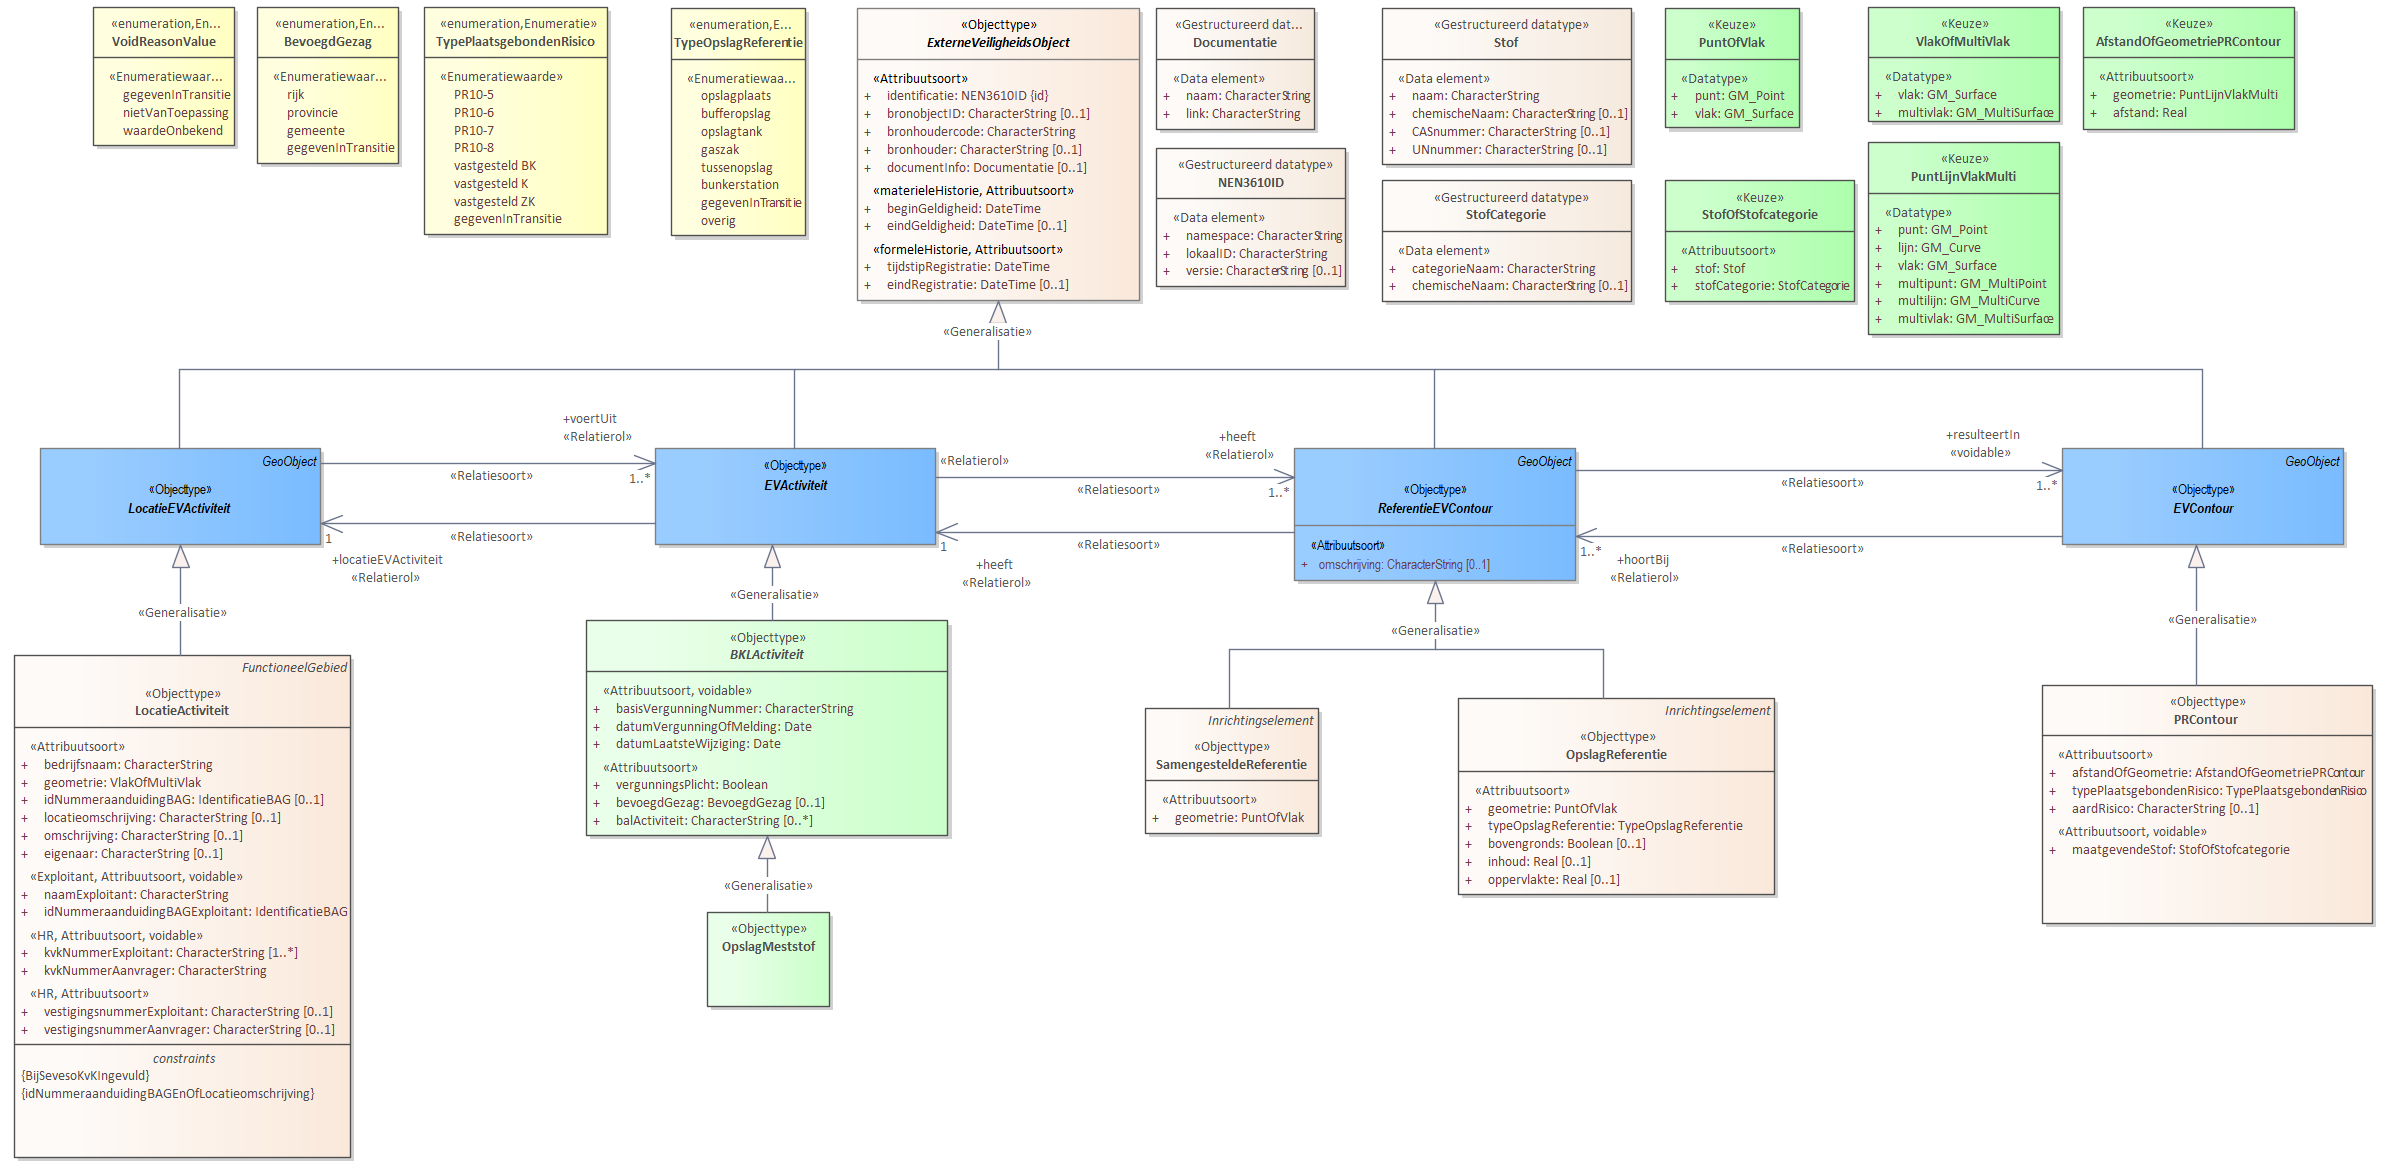 «enumeration,En...
VoidReasonValue
«Enumeratiewaar...
gegevenInTransitie
nietVanToepassing
waardeOnbekend
«enumeration,En...
BevoegdGezag
«Enumeratiewaar...
rijk
provincie
gemeente
gegevenInTransitie
«enumeration,Enumeratie»
TypePlaatsgebondenRisico
«Enumeratiewaarde»
PR10-5
PR10-6
PR10-7
PR10-8
vastgesteld BK
vastgesteld K
vastgesteld ZK
gegevenInTransitie
«enumeration,E...
TypeOpslagReferentie
«Enumeratiewaa...
opslagplaats
bufferopslag
opslagtank
gaszak
tussenopslag
bunkerstation
gegevenInTransitie
overig
«Objecttype»
ExterneVeiligheidsObject
«Attribuutsoort»
+ identificatie: NEN3610ID {id}
+ bronobjectID: CharacterString [0..1]
+ bronhoudercode: CharacterString
+ bronhouder: CharacterString [0..1]
+ documentInfo: Documentatie [0..1]
«materieleHistorie, Attribuutsoort»
+ beginGeldigheid: DateTime
+ eindGeldigheid: DateTime [0..1]
«formeleHistorie, Attribuutsoort»
+ tijdstipRegistratie: DateTime
+ eindRegistratie: DateTime [0..1]
«Gestructureerd dat...
Documentatie
«Data element»
+ naam: CharacterString
+ link: CharacterString
«Gestructureerd datatype»
NEN3610ID
«Data element»
+ namespace: CharacterString
+ lokaalID: CharacterString
+ versie: CharacterString [0..1]
«Gestructureerd datatype»
Stof
«Data element»
+ naam: CharacterString
+ chemischeNaam: CharacterString [0..1]
+ CASnummer: CharacterString [0..1]
+ UNnummer: CharacterString [0..1]
«Gestructureerd datatype»
StofCategorie
«Data element»
+ categorieNaam: CharacterString
+ chemischeNaam: CharacterString [0..1]
«Keuze»
PuntOfVlak
«Datatype»
+ punt: GM_Point
+ vlak: GM_Surface
«Keuze»
StofOfStofcategorie
«Attribuutsoort»
+ stof: Stof
+ stofCategorie: StofCategorie
«Keuze»
VlakOfMultiVlak
«Datatype»
+ vlak: GM_Surface
+ multivlak: GM_MultiSurface
«Keuze»
PuntLijnVlakMulti
«Datatype»
+ punt: GM_Point
+ lijn: GM_Curve
+ vlak: GM_Surface
+ multipunt: GM_MultiPoint
+ multilijn: GM_MultiCurve
+ multivlak: GM_MultiSurface
«Keuze»
AfstandOfGeometriePRContour
«Attribuutsoort»
+ geometrie: PuntLijnVlakMulti
+ afstand: Real
«Generalisatie»
GeoObject
«Objecttype»
LocatieEVActiviteit
+voertUit
«Relatierol»
1..*
«Relatiesoort»
«Relatiesoort»
1
+locatieEVActiviteit
«Relatierol»
«Objecttype»
EVActiviteit
«Relatierol»
+heeft
«Relatierol»
1..*
«Relatiesoort»
«Relatiesoort»
1
+heeft
«Relatierol»
GeoObject
«Objecttype»
ReferentieEVContour
«Attribuutsoort»
+ omschrijving: CharacterString [0..1]
+resulteertIn
«voidable»
1..*
«Relatiesoort»
«Relatiesoort»
1..*
+hoortBij
«Relatierol»
GeoObject
«Objecttype»
EVContour
«Generalisatie»
«Generalisatie»
«Generalisatie»
«Generalisatie»
FunctioneelGebied
«Objecttype»
LocatieActiviteit
«Attribuutsoort»
+ bedrijfsnaam: CharacterString
+ geometrie: VlakOfMultiVlak
+ idNummeraanduidingBAG: IdentificatieBAG [0..1]
+ locatieomschrijving: CharacterString [0..1]
+ omschrijving: CharacterString [0..1]
+ eigenaar: CharacterString [0..1]
«Exploitant, Attribuutsoort, voidable»
+ naamExploitant: CharacterString
+ idNummeraanduidingBAGExploitant: IdentificatieBAG
«HR, Attribuutsoort, voidable»
+ kvkNummerExploitant: CharacterString [1..*]
+ kvkNummerAanvrager: CharacterString
«HR, Attribuutsoort»
+ vestigingsnummerExploitant: CharacterString [0..1]
+ vestigingsnummerAanvrager: CharacterString [0..1]
constraints
{BijSevesoKvKIngevuld}
{idNummeraanduidingBAGEnOfLocatieomschrijving}
«Objecttype»
BKLActiviteit
«Attribuutsoort, voidable»
+ basisVergunningNummer: CharacterString
+ datumVergunningOfMelding: Date
+ datumLaatsteWijziging: Date
«Attribuutsoort»
+ vergunningsPlicht: Boolean
+ bevoegdGezag: BevoegdGezag [0..1]
+ balActiviteit: CharacterString [0..*]
«Generalisatie»
«Objecttype»
OpslagMeststof
Inrichtingselement
«Objecttype»
SamengesteldeReferentie
«Attribuutsoort»
+ geometrie: PuntOfVlak
Inrichtingselement
«Objecttype»
OpslagReferentie
«Attribuutsoort»
+ geometrie: PuntOfVlak
+ typeOpslagReferentie: TypeOpslagReferentie
+ bovengronds: Boolean [0..1]
+ inhoud: Real [0..1]
+ oppervlakte: Real [0..1]
«Objecttype»
PRContour
«Attribuutsoort»
+ afstandOfGeometrie: AfstandOfGeometriePRContour
+ typePlaatsgebondenRisico: TypePlaatsgebondenRisico
+ aardRisico: CharacterString [0..1]
«Attribuutsoort, voidable»
+ maatgevendeStof: StofOfStofcategorie